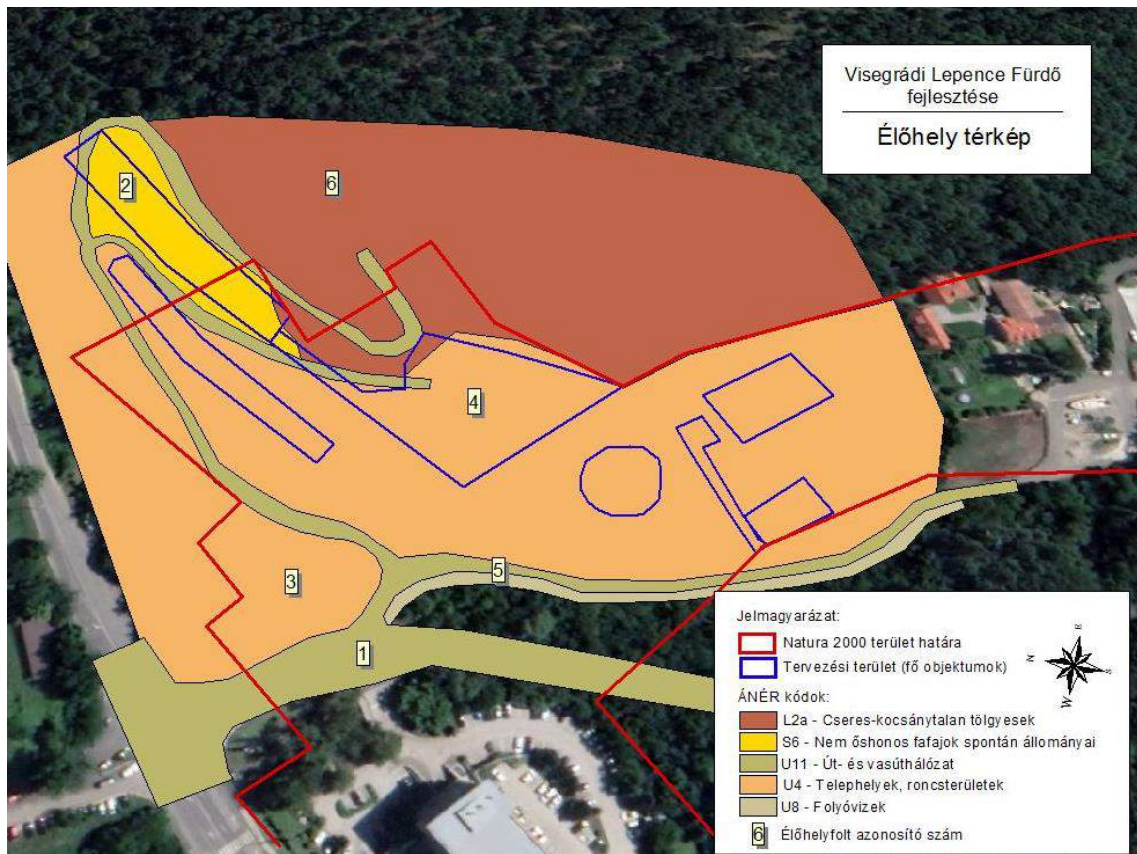 Visegrádi Lepence Fürdő
fejlesztése
Élőhely térkép
2
6
4
5
3
1
Jelmagyarázat:
Natura 2000 terület határa
Tervezési terület (fő objektumok)
ÁNÉR kódok:
L2a - Cseres-kocsánytalan tölgyesek
S6 - Nem őshonos fafajok spontán állományai
U11 - Út- és vasúthálózat
U4 - Telephelyek, roncsterületek
U8 - Folyóvizek
6 Élőhelyfolt azonosító szám
E
N
S
W